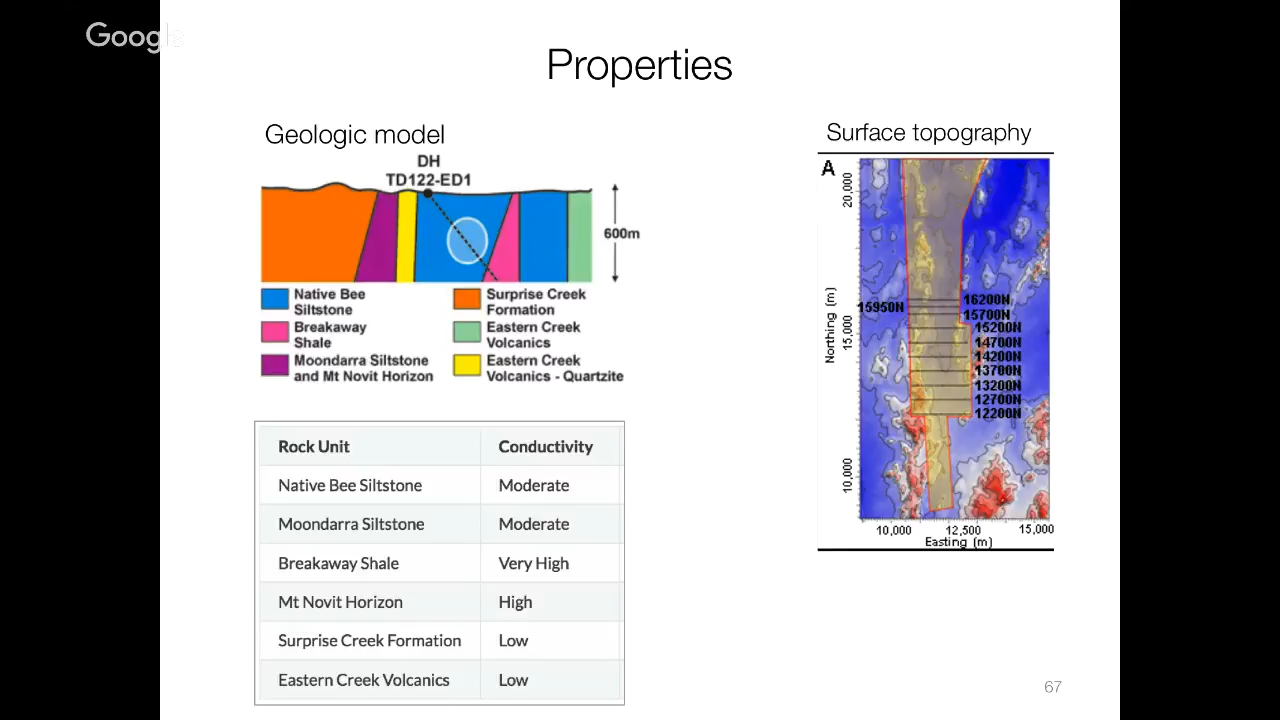 Google
Properties
Geologic model
DH
TD122-ED1
600m
Native Bee
Siltstone
Surprise Creek
Formation
Breakaway
Shale
Eastern Creek
Volcanics
Moondarra Siltstone
and Mt Novit Horizon
Eastern Creek
Volcanics - Quartzite
Rock Unit Conductivity
Native Bee Siltstone Moderate
Moondarra Siltstone Moderate
Breakaway Shale Very High
Mt Novit Horizon High
Surprise Creek Formation Low
Eastern Creek Volcanics Low
Surface topography
A
20,000
15,000
10,000
Northing (m)
15950N
16200N
15700N
15200N
14700N
14200N
13700N
13200N
12700N
12200N
10,000 12,500 15,000
Easting (m)
67